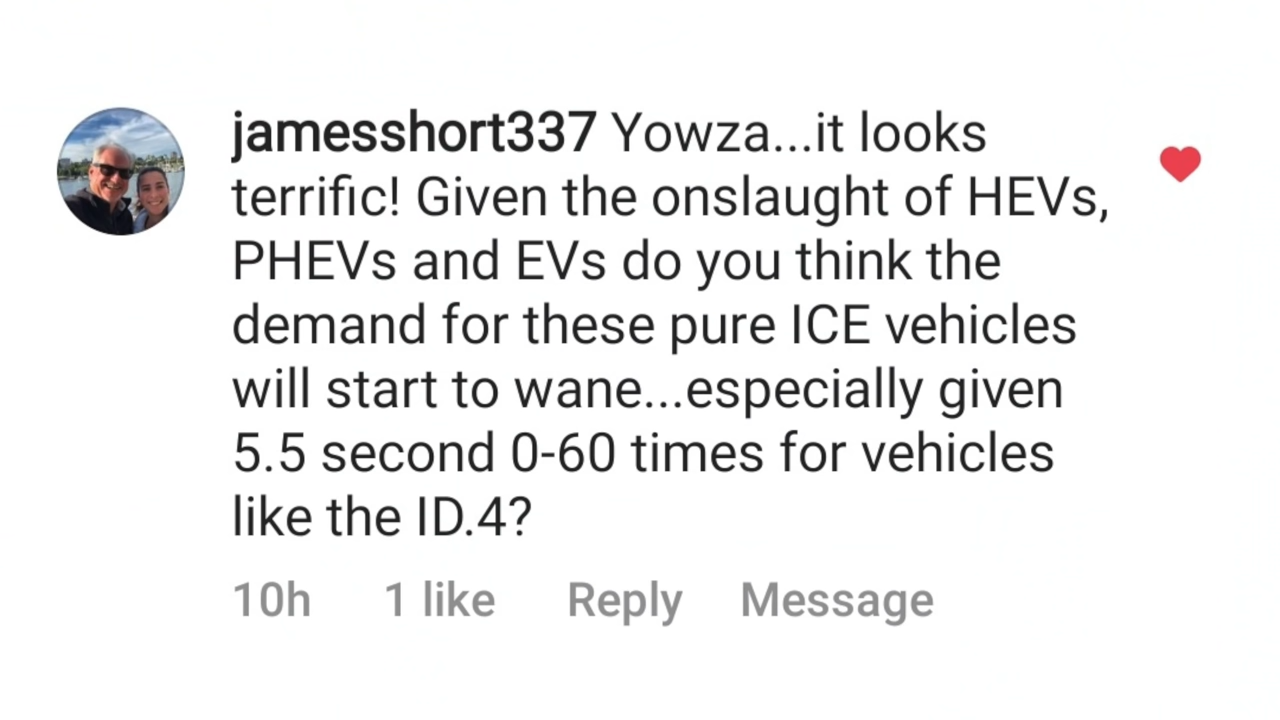 jamesshort337 Yowza...it looks
terrific! Given the onslaught of HEVs,
PHEVs and EVs do you think the
demand for these pure ICE vehicles
will start to wane...especially given
5.5 second 0-60 times for vehicles
like the ID.4?
10h 1 like Reply Message